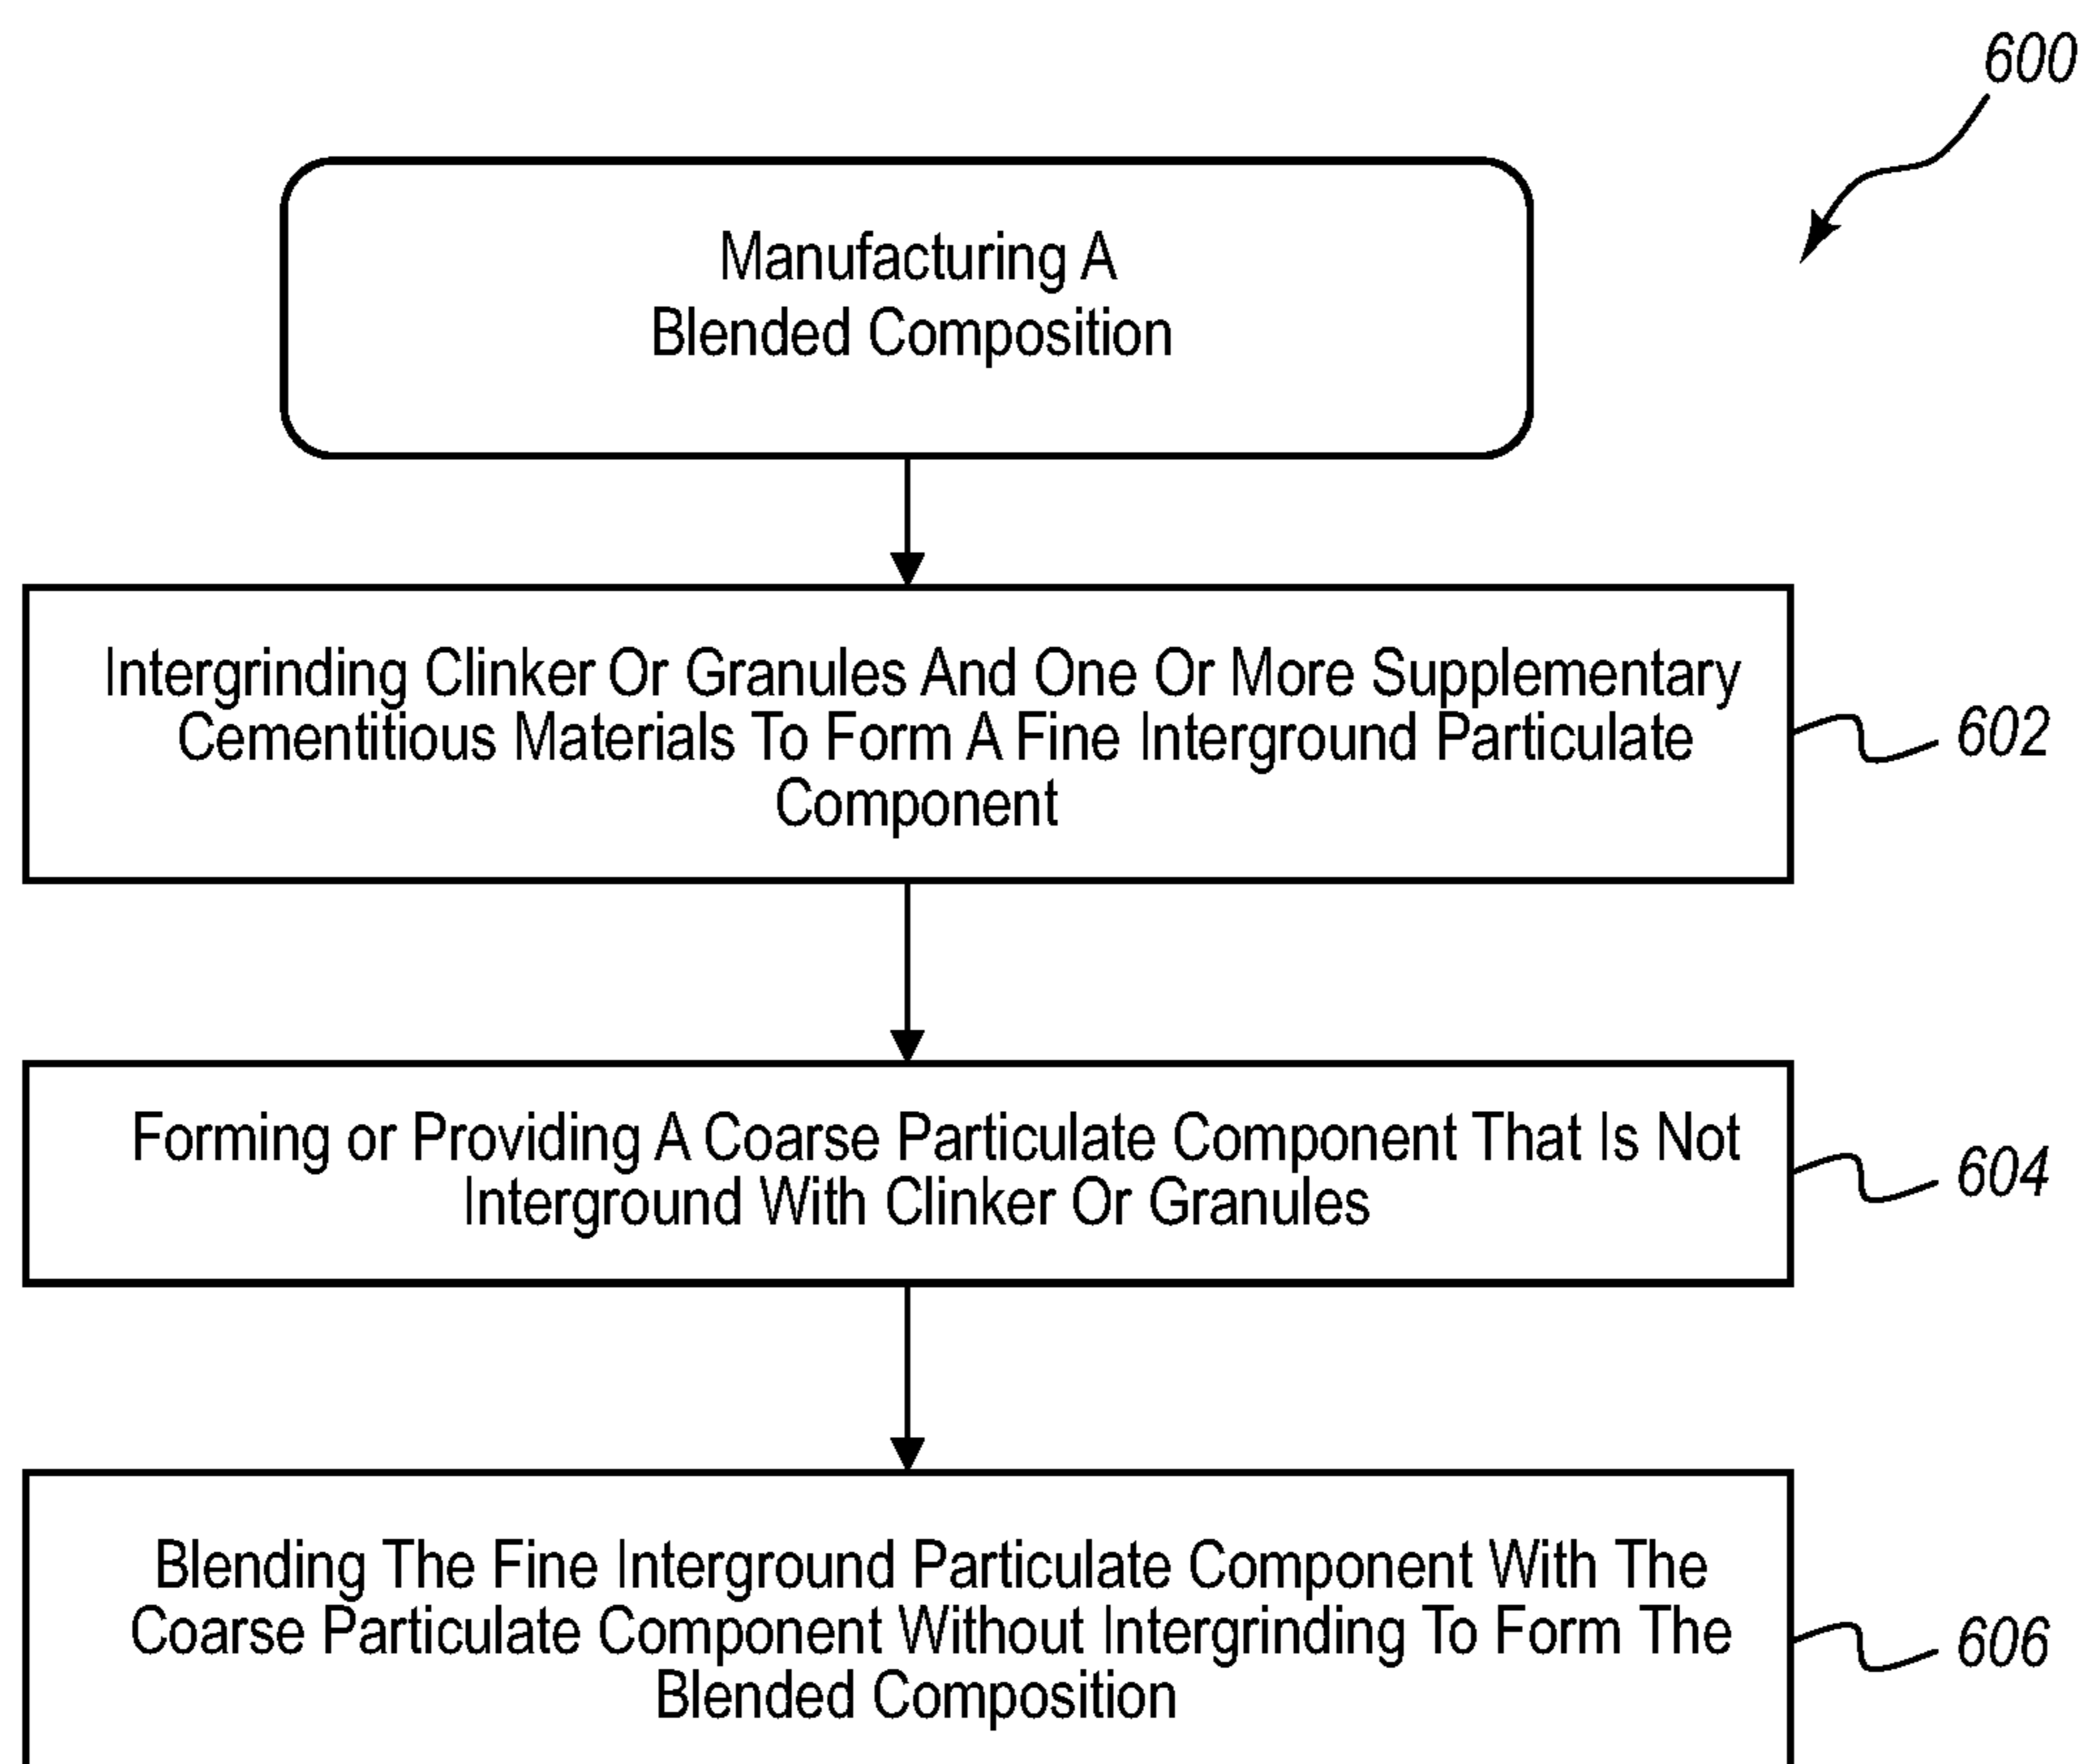 600
Manufacturing A
Blended Composition
Intergrinding Clinker Or Granules And One Or More Supplementary
Cementitious Materials To Form A Fine Interground Particulate
Component
602
Forming or Providing A Coarse Particulate Component That Is Not
Interground With Clinker Or Granules
604
Blending The Fine Interground Particulate Component With The
Coarse Particulate Component Without Intergrinding To Form The
Blended Composition
606